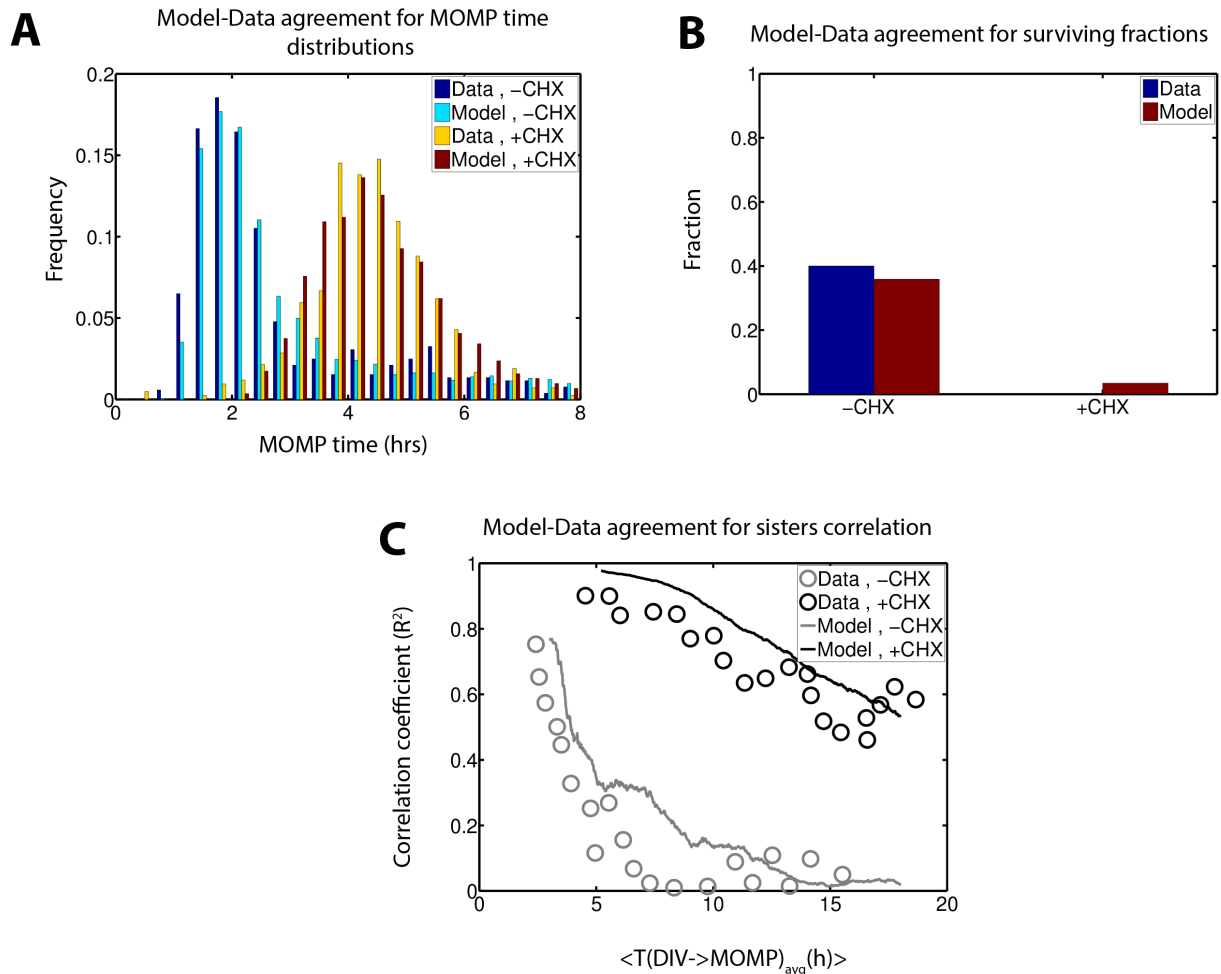 A
Model-Data agreement for MOMP time
distributions
Frequency
0.2
0.15
0.1
0.05
0
0 2 4 6 8
MOMP time (hrs)
Data , −CHX
Model , −CHX
Data , +CHX
Model , +CHX
B
Model-Data agreement for surviving fractions
Fraction
1
0.8
0.6
0.4
0.2
0
−CHX +CHX
Data
Model
C
Model-Data agreement for sisters correlation
Correlation coefficient (R²)
1
0.8
0.6
0.4
0.2
0
0 5 10 15 20
<T(DIV->MOMP)avg(h)>
Data , −CHX
Data , +CHX
Model , −CHX
Model , +CHX